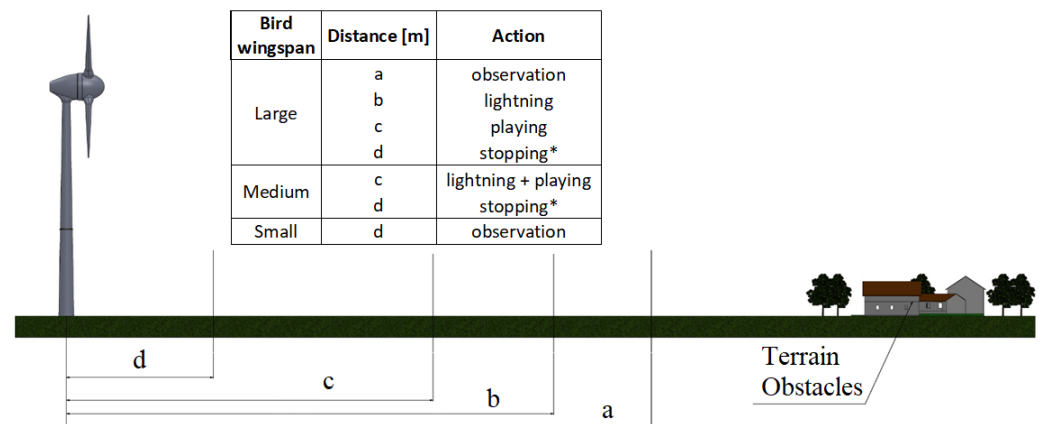 Bird wingspan Distance [m] Action
Large a observation
b lightning
c playing
d stopping*
Medium c lightning + playing
d stopping*
Small d observation
d
c
b
a
Terrain
Obstacles